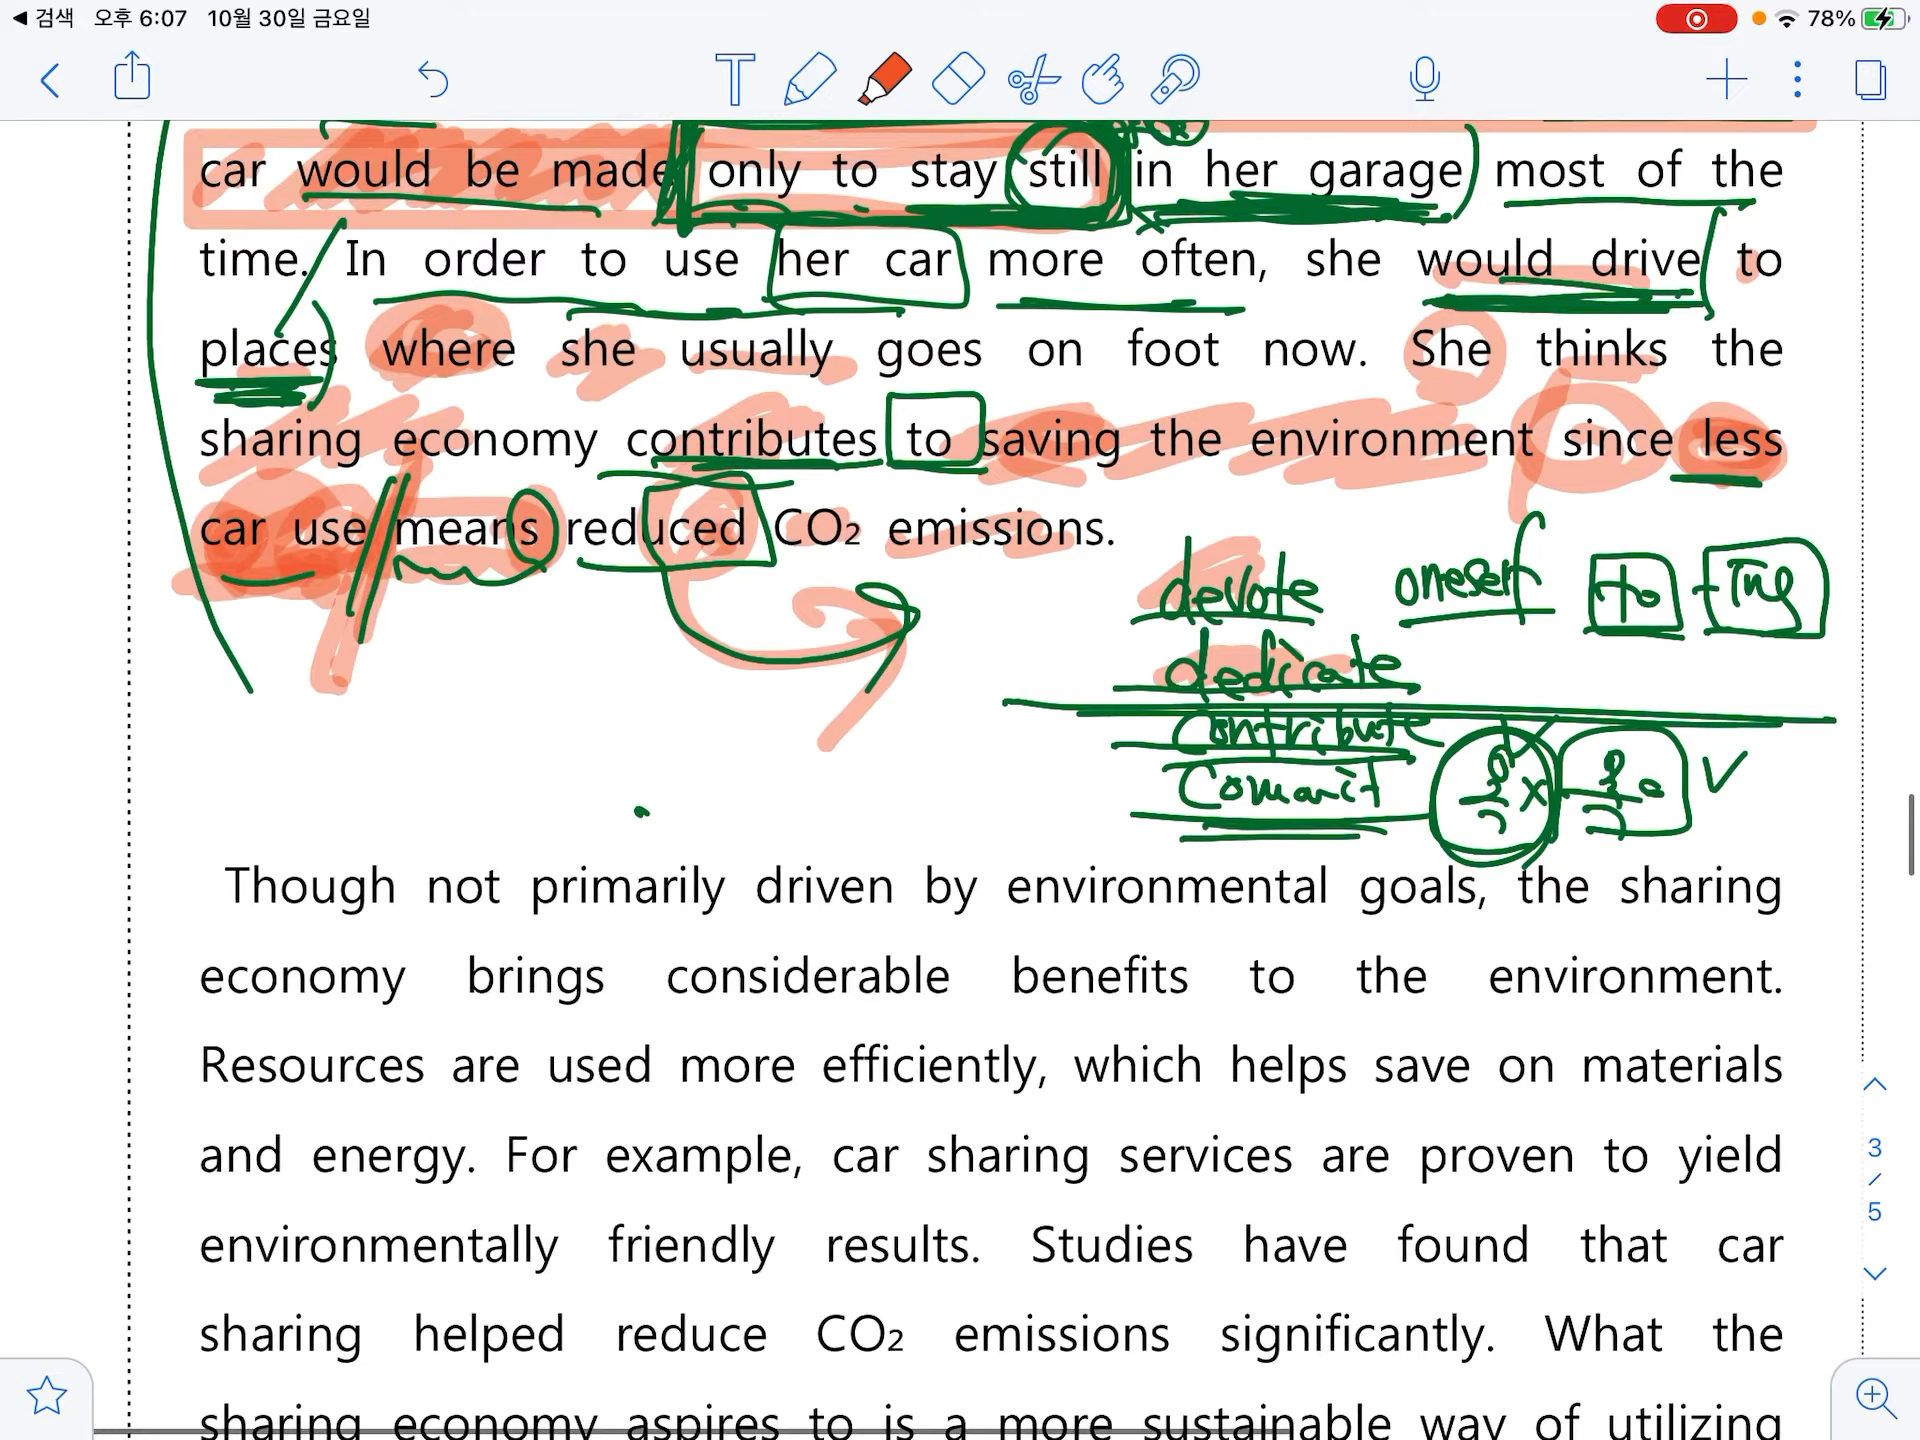 ◀ 검색 오후 6:07 10월 30일 금요일 78%
car would be made only to stay still in her garage most of the
time. In order to use her car more often, she would drive to
places where she usually goes on foot now. She thinks the
sharing economy contributes to saving the environment since less
car use means reduced CO₂ emissions.
devote oneself to +ing
dedicate
Contribute
Commit
Though not primarily driven by environmental goals, the sharing
economy brings considerable benefits to the environment.
Resources are used more efficiently, which helps save on materials
and energy. For example, car sharing services are proven to yield
environmentally friendly results. Studies have found that car
sharing helped reduce CO₂ emissions significantly. What the
sharing economy aspires to is a more sustainable way of utilizing
3
/
5